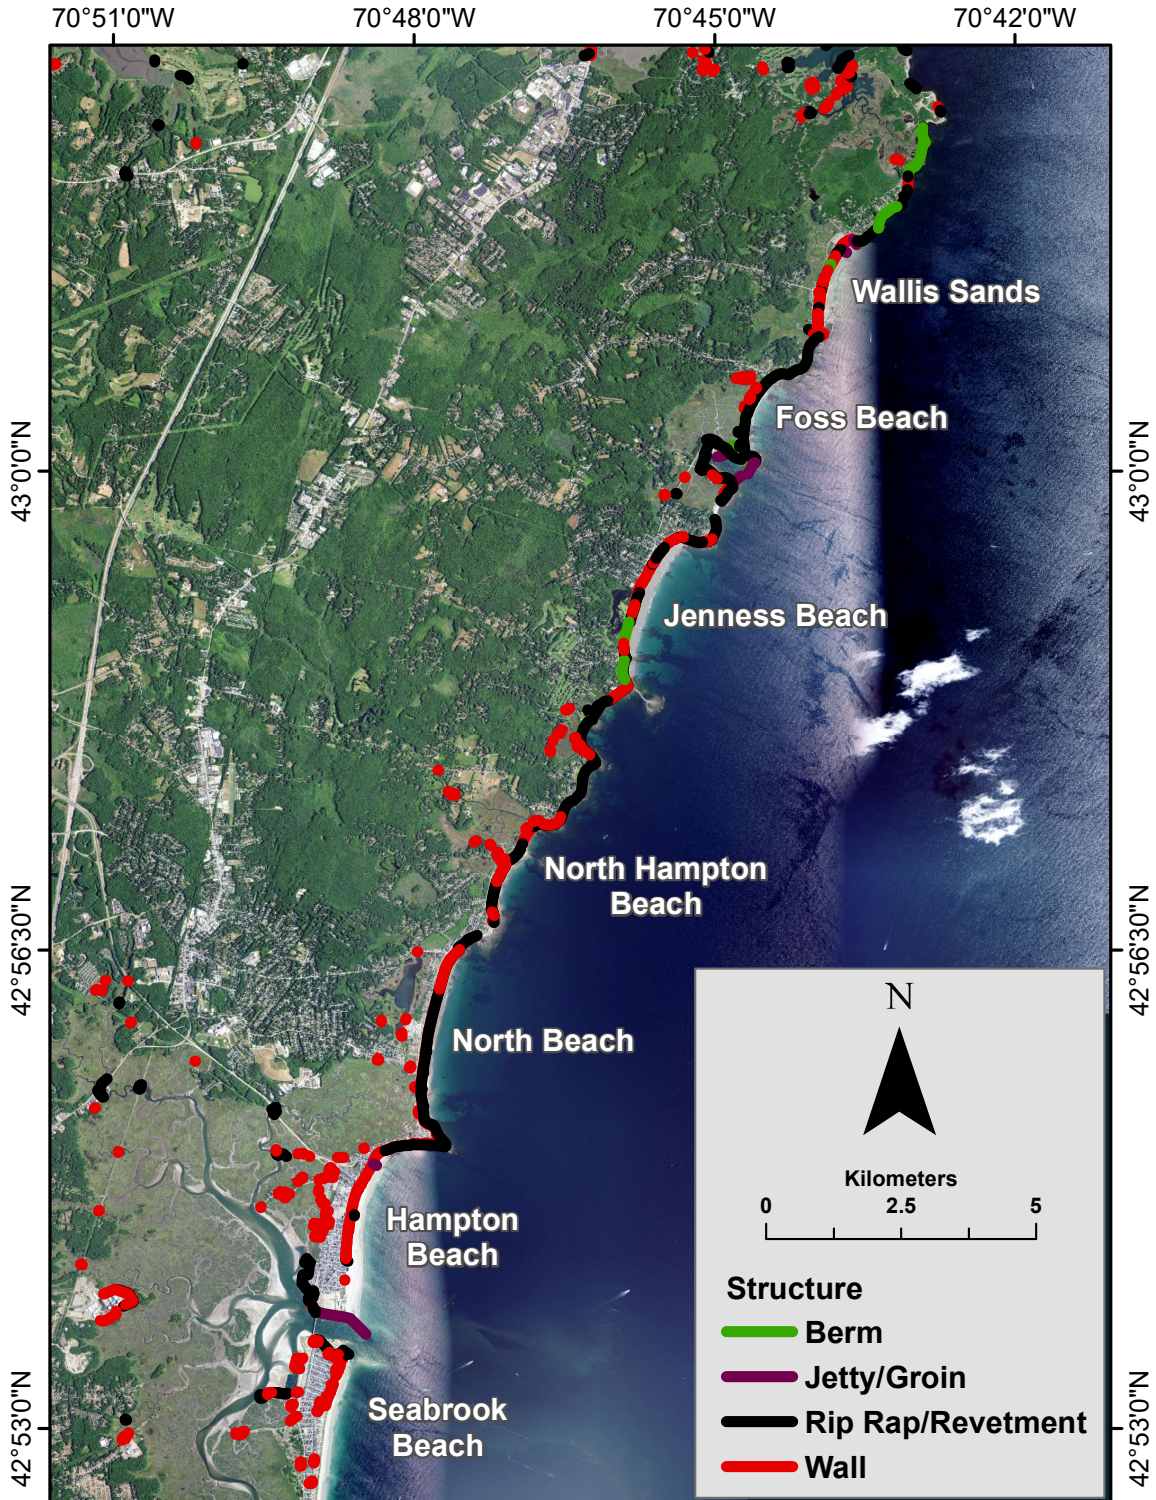 70°51'0"W
70°48'0"W
70°45'0"W
70°42'0"W
Wallis Sands
Foss Beach
43°0'0"N
43°0'0"N
Jenness Beach
North Hampton
Beach
42°56'30"N
42°56'30"N
North Beach
Hampton
Beach
Seabrook
Beach
42°53'0"N
42°53'0"N
N
Kilometers
0 2.5 5
Structure
Berm
Jetty/Groin
Rip Rap/Revetment
Wall